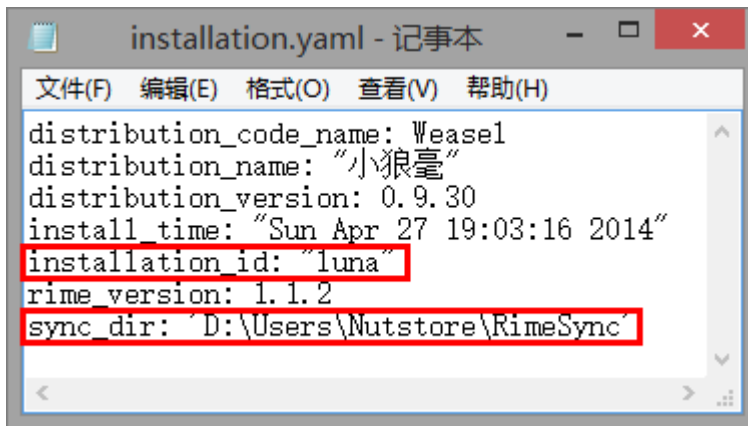 installation.yaml - 记事本
文件(F) 编辑(E) 格式(O) 查看(V) 帮助(H)
distribution_code_name: Weasel
distribution_name: "小狼毫"
distribution_version: 0.9.30
install_time: "Sun Apr 27 19:03:16 2014"
installation_id: "luna"
rime_version: 1.1.2
sync_dir: 'D:\Users\Nutstore\RimeSync'